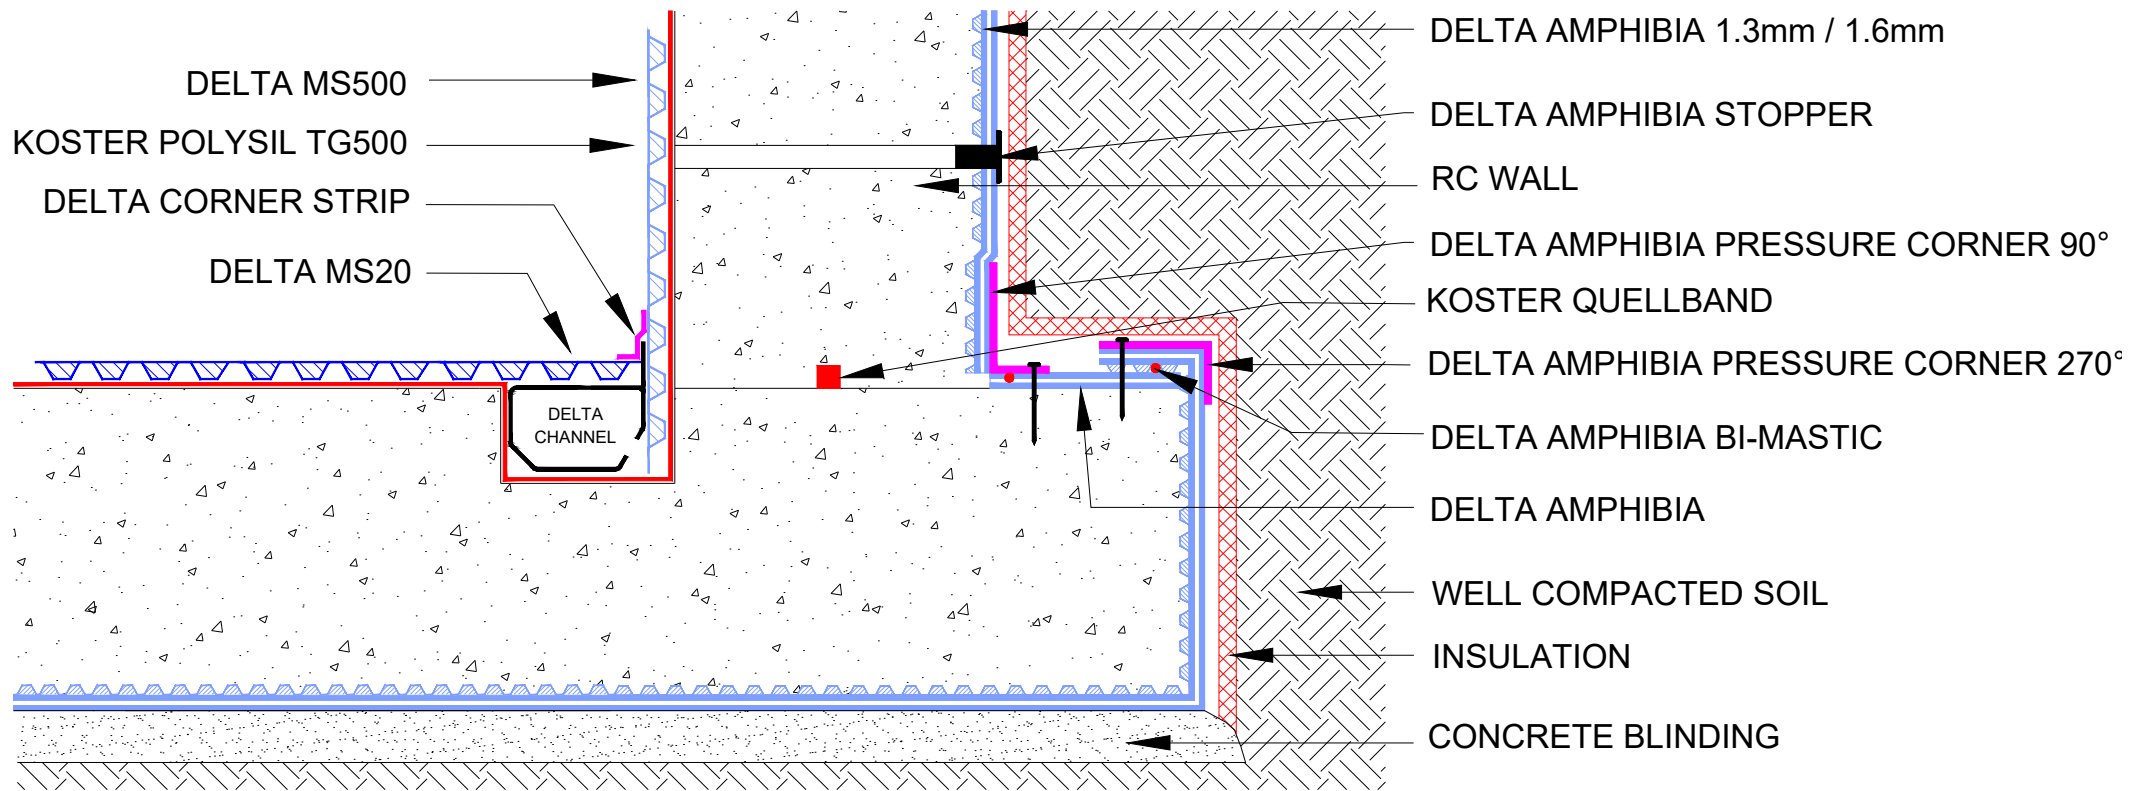 DELTA MS500
KOSTER POLYSIL TG500
DELTA CORNER STRIP
DELTA MS20
DELTA
CHANNEL
DELTA AMPHIBIA 1.3mm / 1.6mm
DELTA AMPHIBIA STOPPER
RC WALL
DELTA AMPHIBIA PRESSURE CORNER 90°
KOSTER QUELLBAND
DELTA AMPHIBIA PRESSURE CORNER 270°
DELTA AMPHIBIA BI-MASTIC
DELTA AMPHIBIA
WELL COMPACTED SOIL
INSULATION
CONCRETE BLINDING